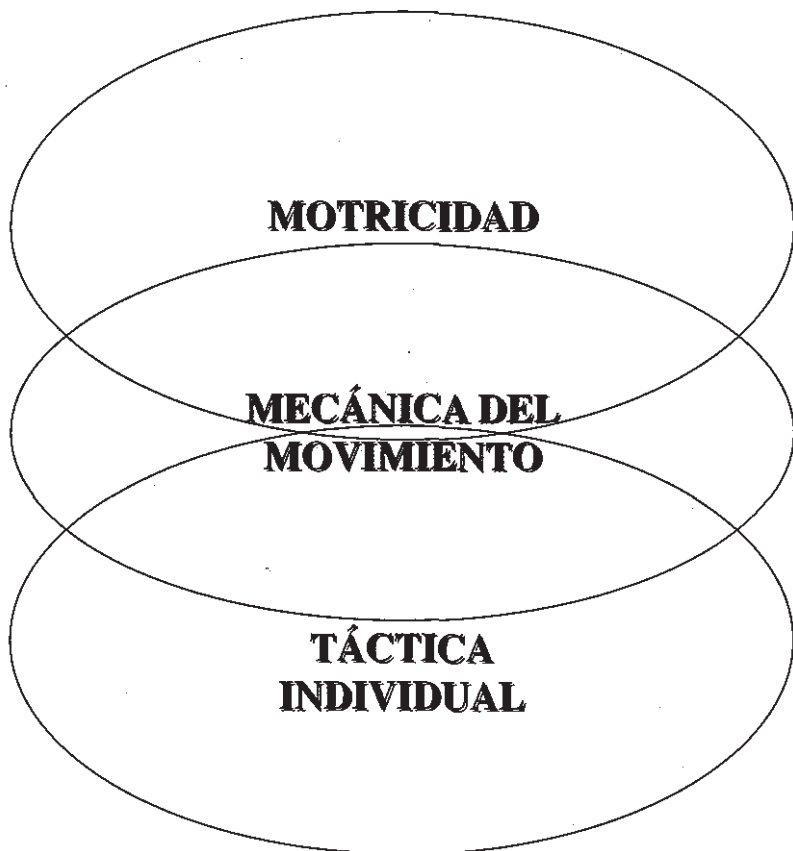 MOTRICIDAD
MECÁNICA DEL
MOVIMIENTO
TÁCTICA
INDIVIDUAL